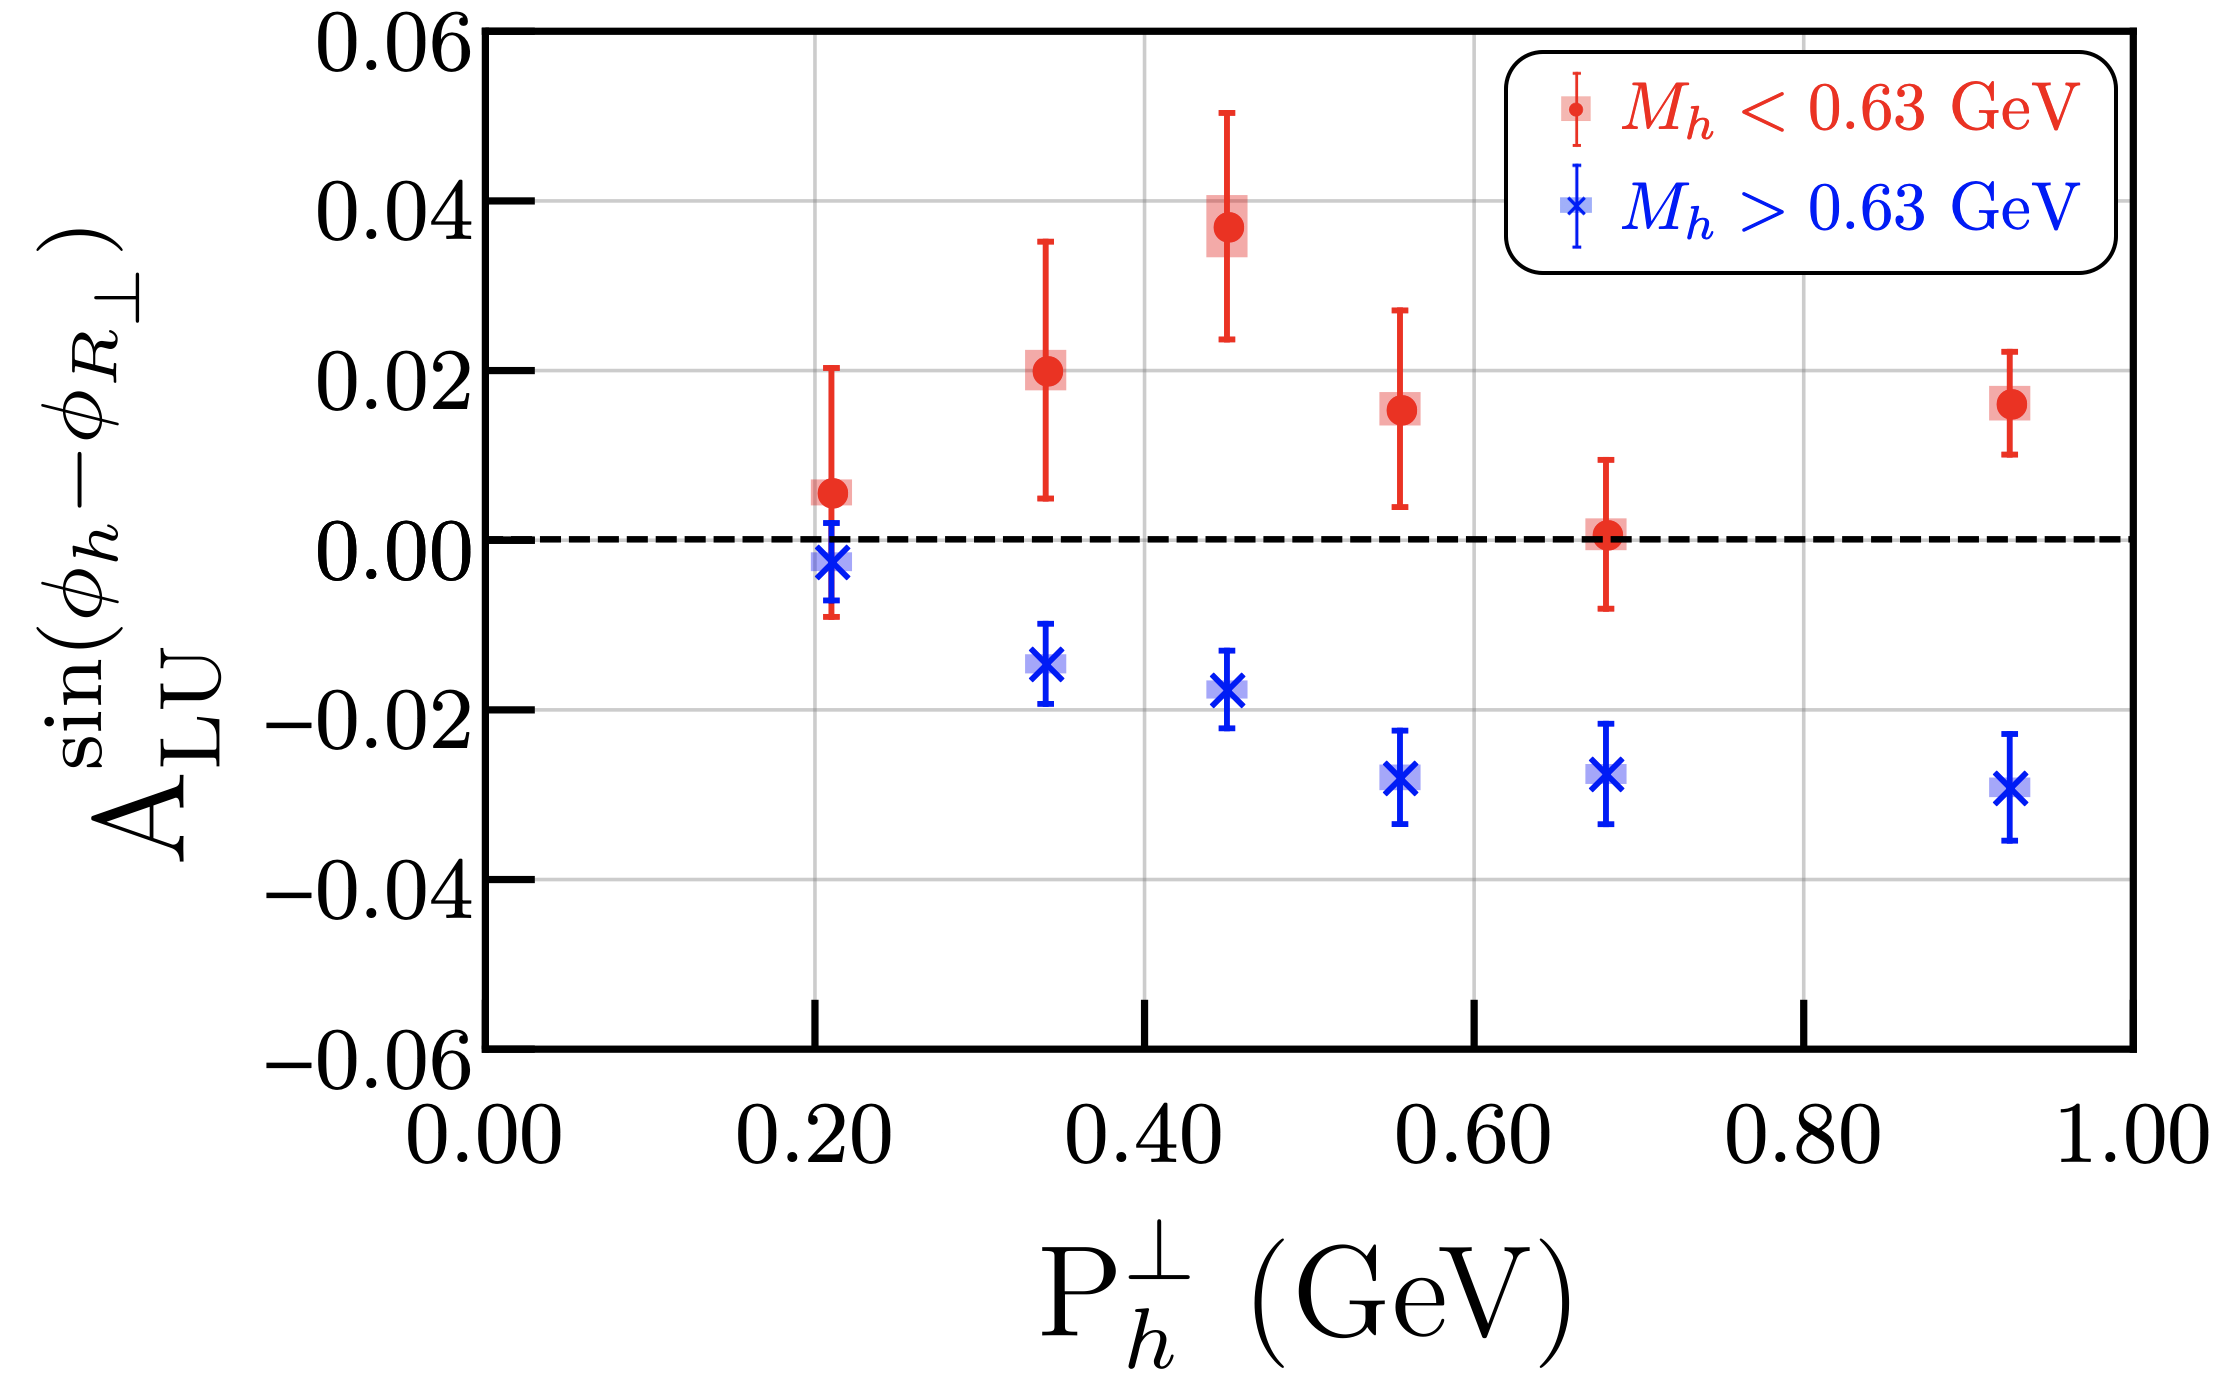 0.06
0.04
0.02
0.00
−0.02
−0.04
−0.06
0.00 0.20 0.40 0.60 0.80 1.00
A_LU^sin(ϕ_h−ϕ_R⊥)
P_h^⊥ (GeV)
M_h < 0.63 GeV
M_h > 0.63 GeV